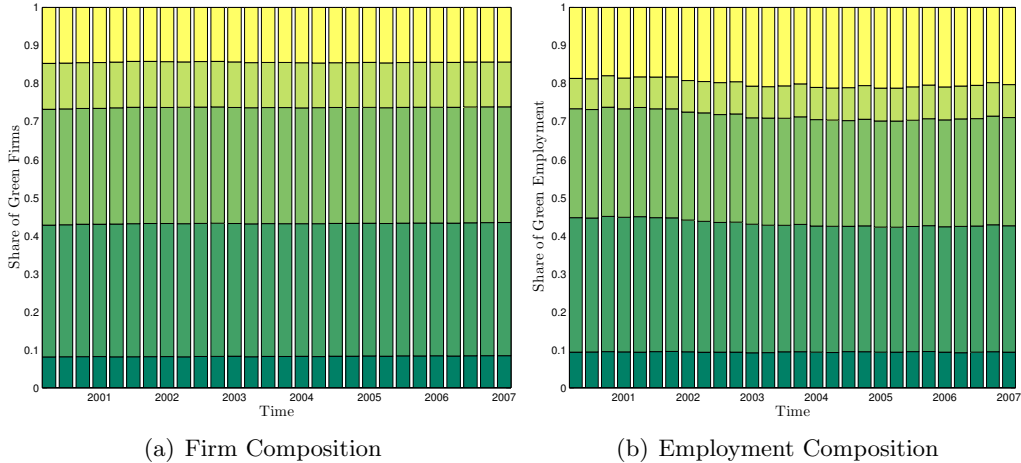 1
0.9
0.8
0.7
0.6
0.5
0.4
0.3
0.2
0.1
0
Share of Green Firms
2001 2002 2003 2004 2005 2006 2007
Time
(a) Firm Composition
1
0.9
0.8
0.7
0.6
0.5
0.4
0.3
0.2
0.1
0
Share of Green Employment
2001 2002 2003 2004 2005 2006 2007
Time
(b) Employment Composition